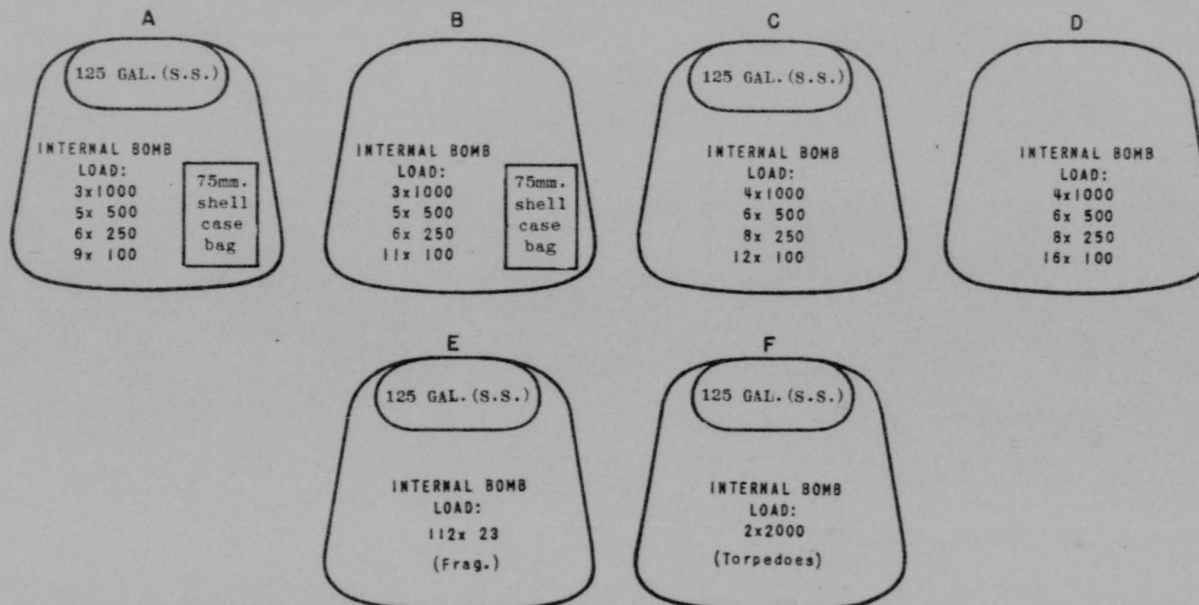 A
125 GAL.(S.S.)
INTERNAL BOMB
LOAD:
3x1000
5x 500
6x 250
9x 100
75mm.
shell
case
bag
B
INTERNAL BOMB
LOAD:
3x1000
5x 500
6x 250
11x 100
75mm.
shell
case
bag
C
125 GAL.(S.S.)
INTERNAL BOMB
LOAD:
4x1000
6x 500
8x 250
12x 100
D
INTERNAL BOMB
LOAD:
4x1000
6x 500
8x 250
16x 100
E
125 GAL.(S.S.)
INTERNAL BOMB
LOAD:
112x 23
(Frag.)
F
125 GAL.(S.S.)
INTERNAL BOMB
LOAD:
2x2000
(Torpedoes)